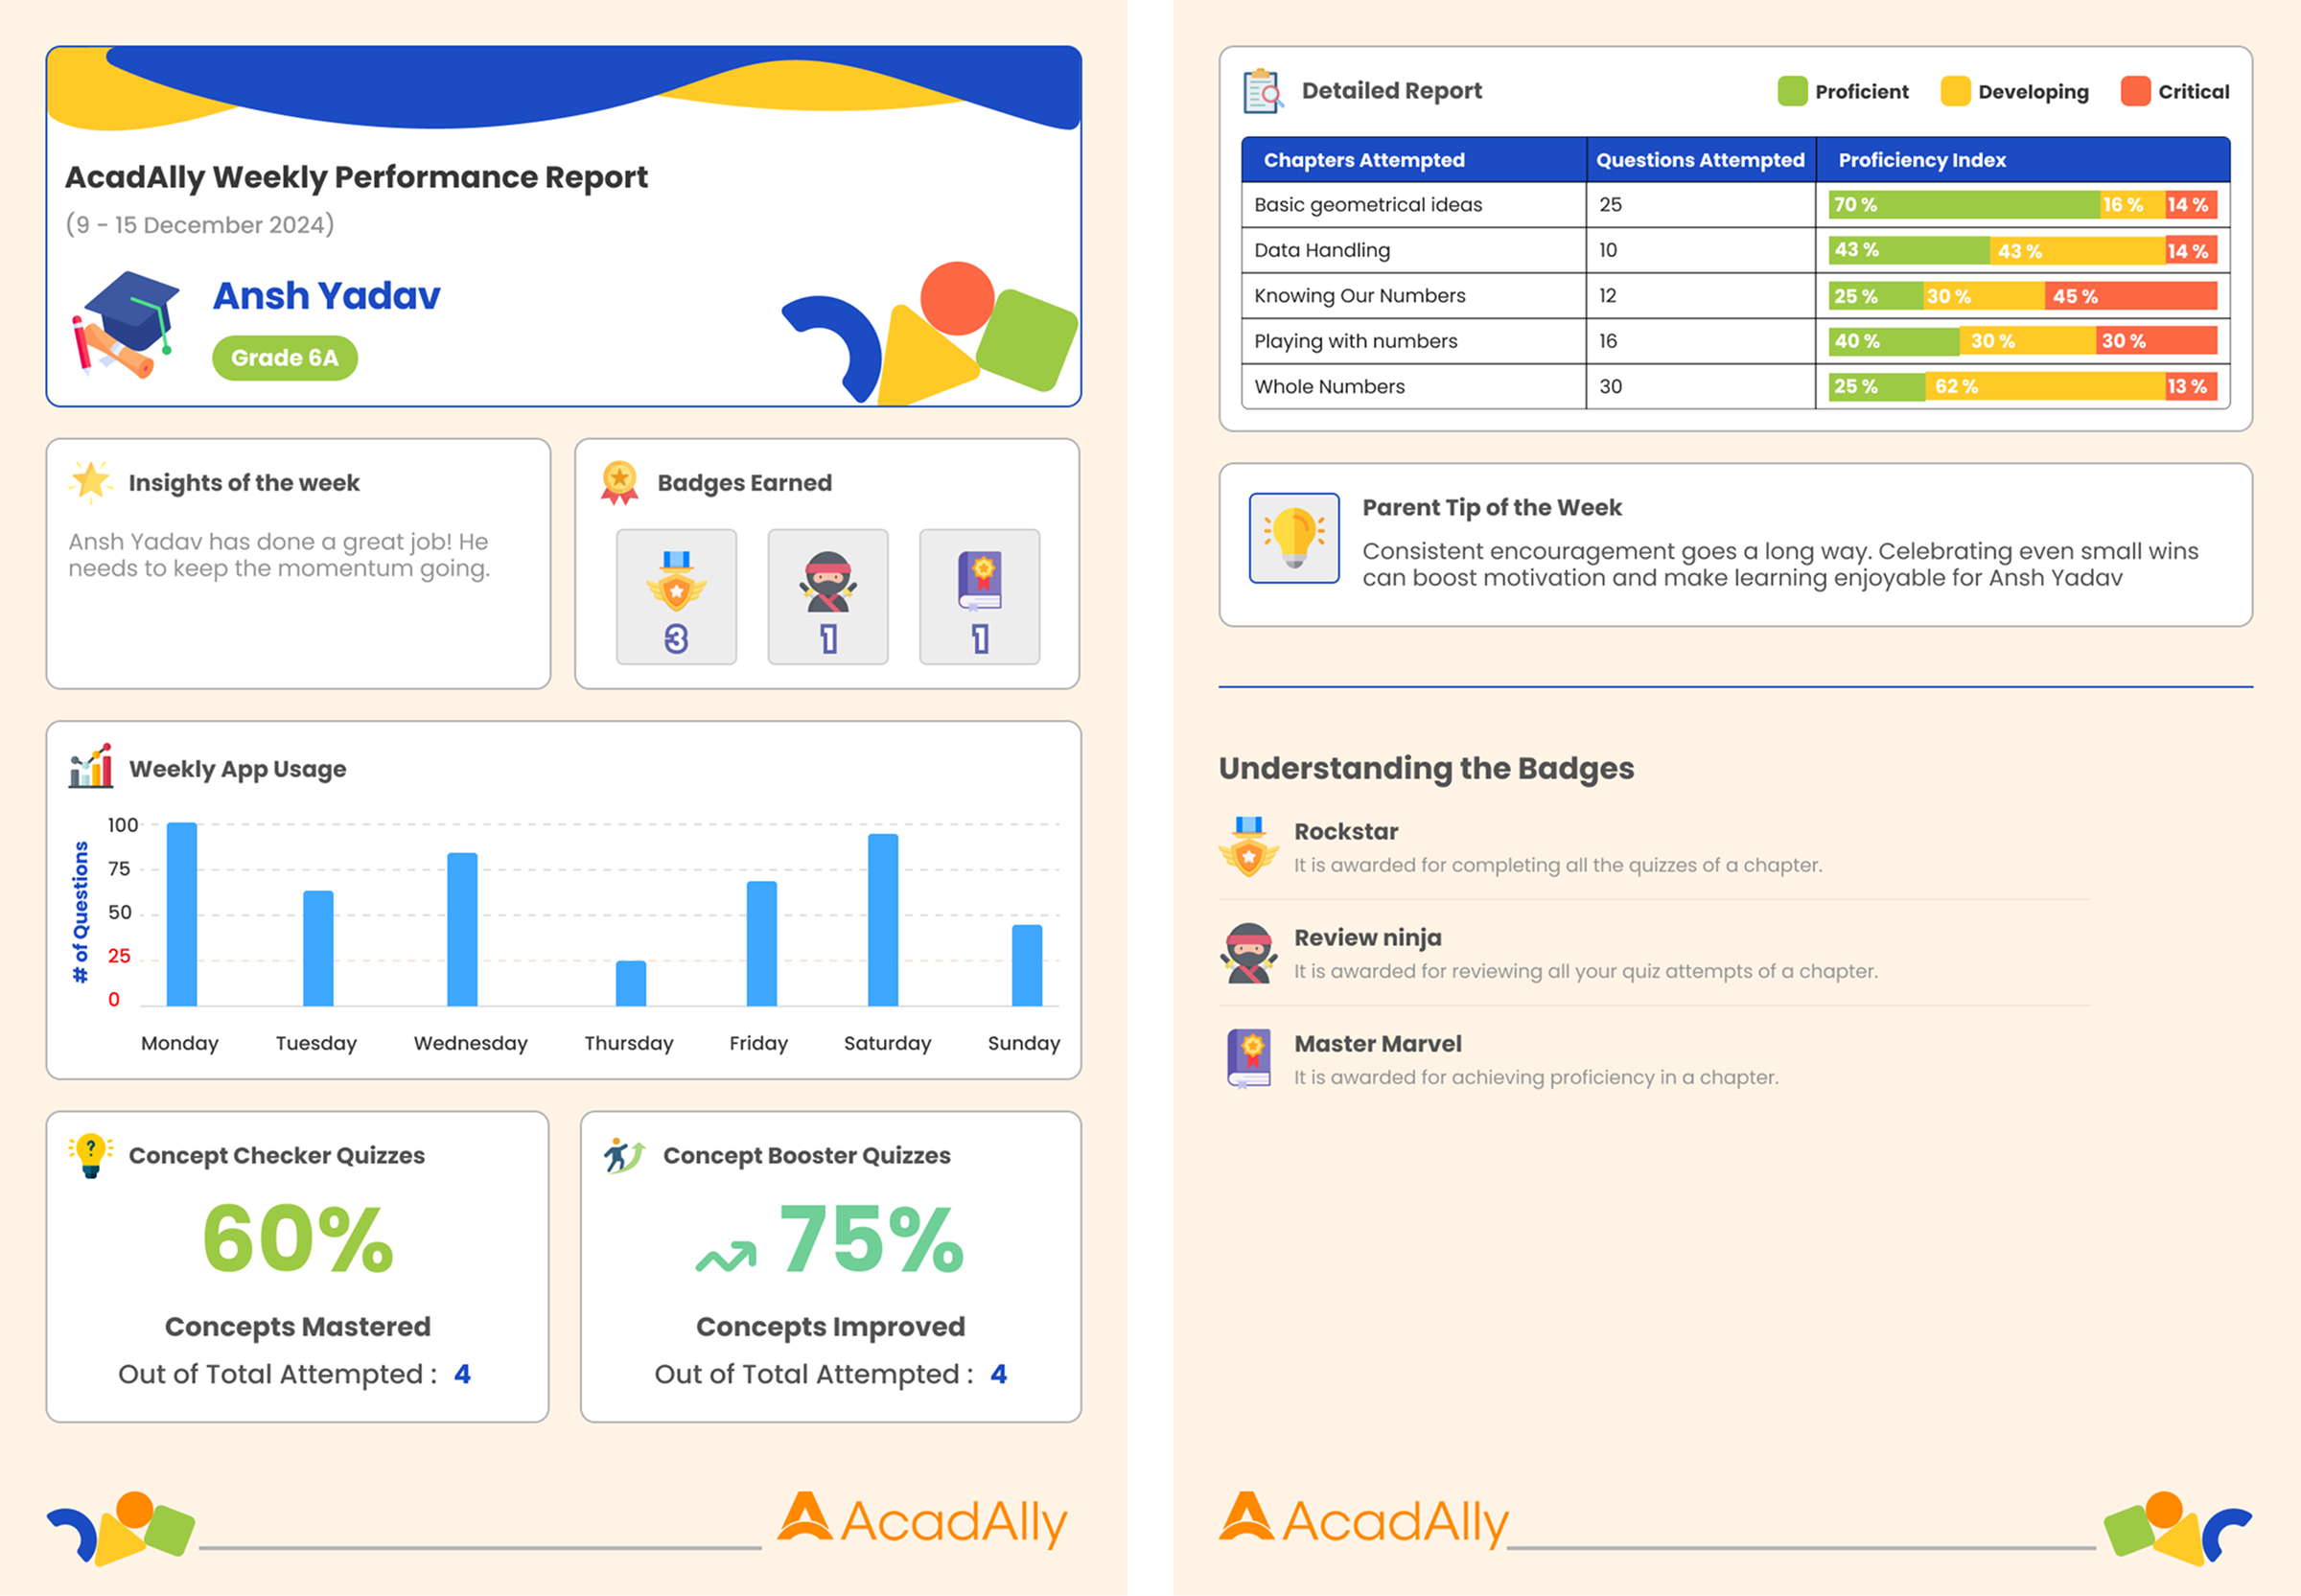 AcadAlly Weekly Performance Report
(9 - 15 December 2024)
Ansh Yadav
Grade 6A
Insights of the week
Ansh Yadav has done a great job! He
needs to keep the momentum going.
Badges Earned
3
1
1
Weekly App Usage
# of Questions
100
75
50
25
0
Monday
Tuesday
Wednesday
Thursday
Friday
Saturday
Sunday
Concept Checker Quizzes
60%
Concepts Mastered
Out of Total Attempted : 4
Concept Booster Quizzes
75%
Concepts Improved
Out of Total Attempted : 4
AcadAlly
Detailed Report
Proficient
Developing
Critical
Chapters Attempted Questions Attempted Proficiency Index
Basic geometrical ideas 25 70 % 16 % 14 %
Data Handling 10 43 % 43 % 14 %
Knowing Our Numbers 12 25 % 30 % 45 %
Playing with numbers 16 40 % 30 % 30 %
Whole Numbers 30 25 % 62 % 13 %
Parent Tip of the Week
Consistent encouragement goes a long way. Celebrating even small wins
can boost motivation and make learning enjoyable for Ansh Yadav
Understanding the Badges
Rockstar
It is awarded for completing all the quizzes of a chapter.
Review ninja
It is awarded for reviewing all your quiz attempts of a chapter.
Master Marvel
It is awarded for achieving proficiency in a chapter.
AcadAlly